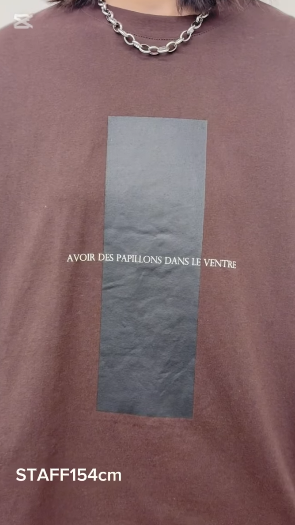 AVOIR DES PAPILLONS DANS LE VENTRE
STAFF154cm